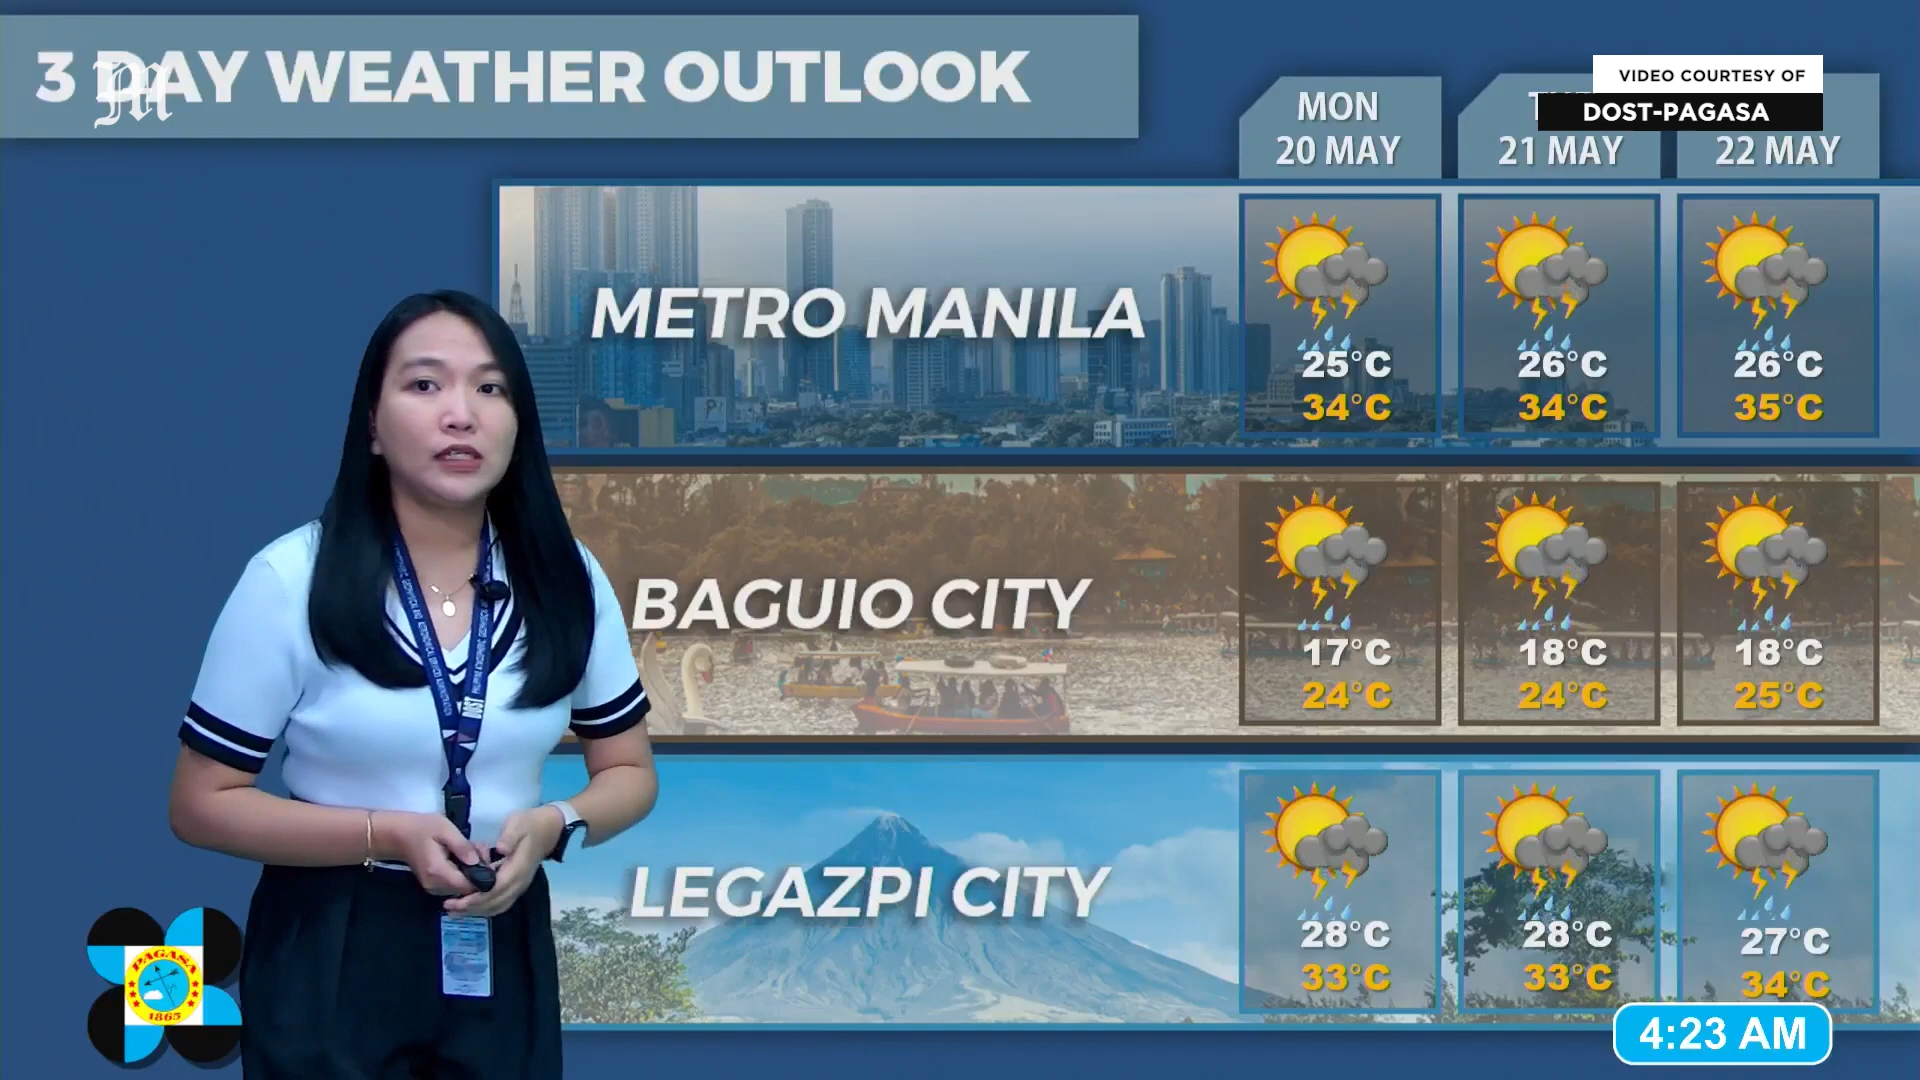 3 DAY WEATHER OUTLOOK
VIDEO COURTESY OF
DOST-PAGASA
MON
20 MAY
21 MAY
22 MAY
METRO MANILA
25°C
34°C
26°C
34°C
26°C
35°C
BAGUIO CITY
17°C
24°C
18°C
24°C
18°C
25°C
LEGAZPI CITY
28°C
33°C
28°C
33°C
27°C
34°C
DOST
PAGASA
1865
4:23 AM